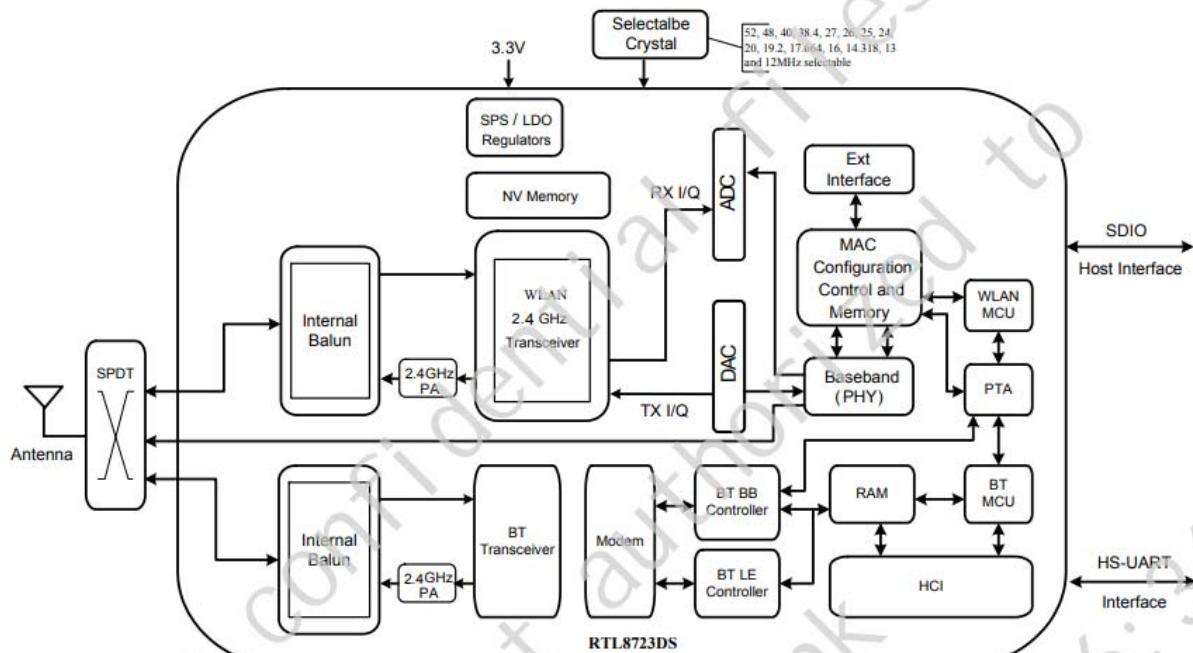 Selectalbe
Crystal
52, 48, 40, 38.4, 27, 26, 25, 24,
20, 19.2, 17.664, 16, 14.318, 13
and 12MHz selectable
3.3V
SPS / LDO
Regulators
NV Memory
RX I/Q
ADC
Ext
Interface
MAC
Configuration
Control and
Memory
SDIO
Host Interface
WLAN
MCU
Internal
Balun
WLAN
2.4 GHz
Transceiver
2.4GHz
PA
TX I/Q
DAC
Baseband
(PHY)
PTA
SPDT
Antenna
Internal
Balun
BT
Transceiver
2.4GHz
PA
Modem
BT BB
Controller
BT LE
Controller
RAM
BT
MCU
HCI
HS-UART
Interface
RTL8723DS
confidential files
authorized to